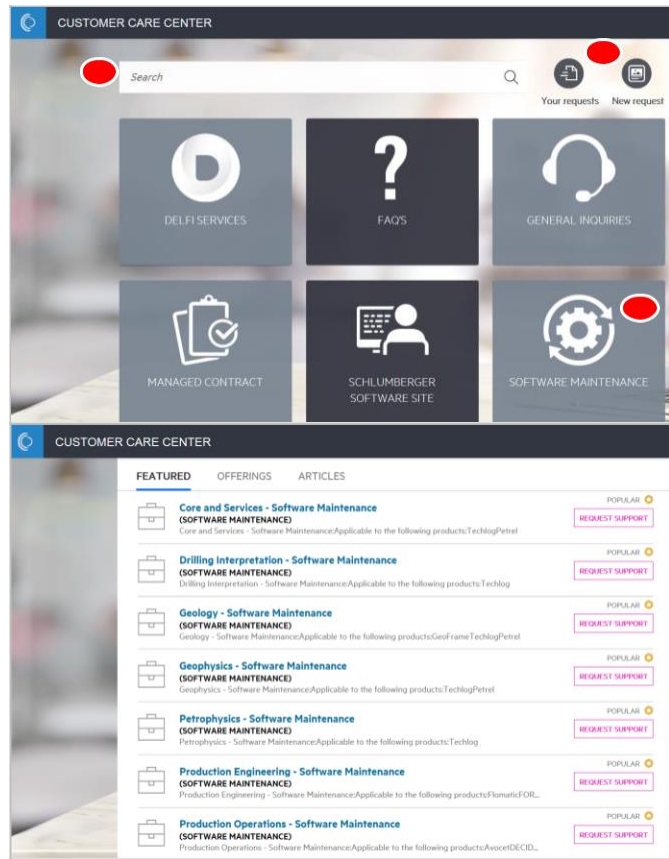 CUSTOMER CARE CENTER
Search
Your requests
New request
DELFI SERVICES
FAQ'S
GENERAL INQUIRIES
MANAGED CONTRACT
SCHLUMBERGER
SOFTWARE SITE
SOFTWARE MAINTENANCE
CUSTOMER CARE CENTER
FEATURED OFFERINGS ARTICLES
POPULAR
Core and Services - Software Maintenance
(SOFTWARE MAINTENANCE)
REQUEST SUPPORT
Core and Services - Software Maintenance:Applicable to the following products:TechlogPetrel
POPULAR
Drilling Interpretation - Software Maintenance
(SOFTWARE MAINTENANCE)
REQUEST SUPPORT
Drilling Interpretation - Software Maintenance:Applicable to the following products:Techlog
POPULAR
Geology - Software Maintenance
(SOFTWARE MAINTENANCE)
REQUEST SUPPORT
Geology - Software Maintenance:Applicable to the following products:GeoFrameTechlogPetrel
POPULAR
Geophysics - Software Maintenance
(SOFTWARE MAINTENANCE)
REQUEST SUPPORT
Geophysics - Software Maintenance:Applicable to the following products:TechlogPetrel
POPULAR
Petrophysics - Software Maintenance
(SOFTWARE MAINTENANCE)
REQUEST SUPPORT
Petrophysics - Software Maintenance:Applicable to the following products:Techlog
POPULAR
Production Engineering - Software Maintenance
(SOFTWARE MAINTENANCE)
REQUEST SUPPORT
Production Engineering - Software Maintenance:Applicable to the following products:FlomaticFOR...
POPULAR
Production Operations - Software Maintenance
(SOFTWARE MAINTENANCE)
REQUEST SUPPORT
Production Operations - Software Maintenance:Applicable to the following products:AvocetDECID...